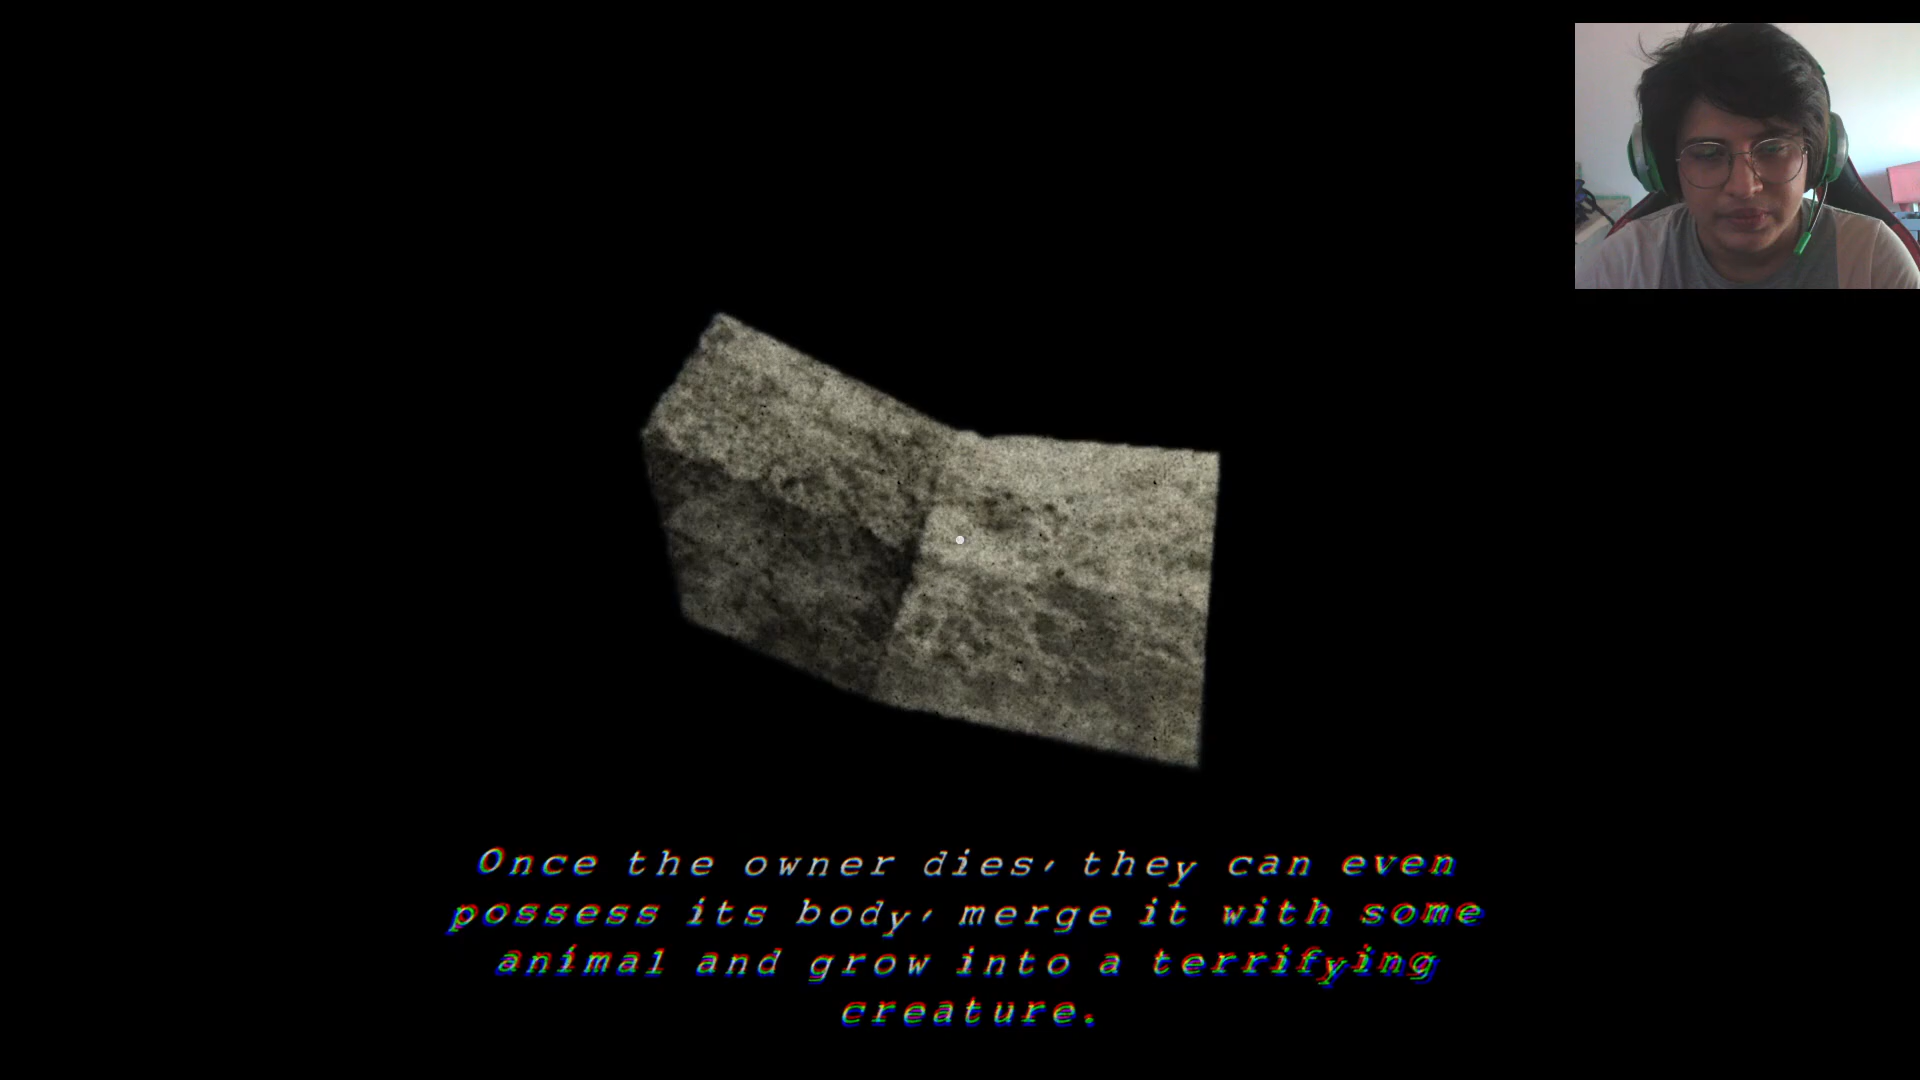 Once the owner dies, they can even
possess its body, merge it with some
animal and grow into a terrifying
creature.